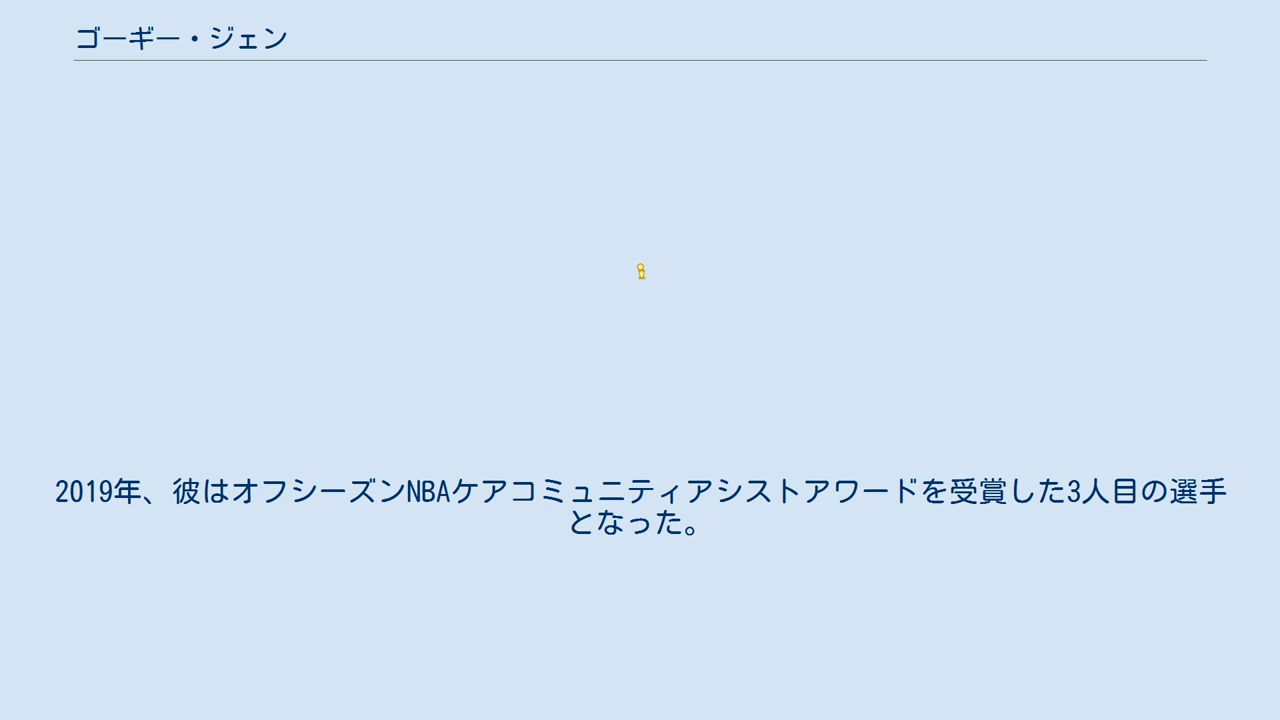 ゴーギー・ジェン
2019年、彼はオフシーズンNBAケアコミュニティアシストアワードを受賞した3人目の選手
となった。